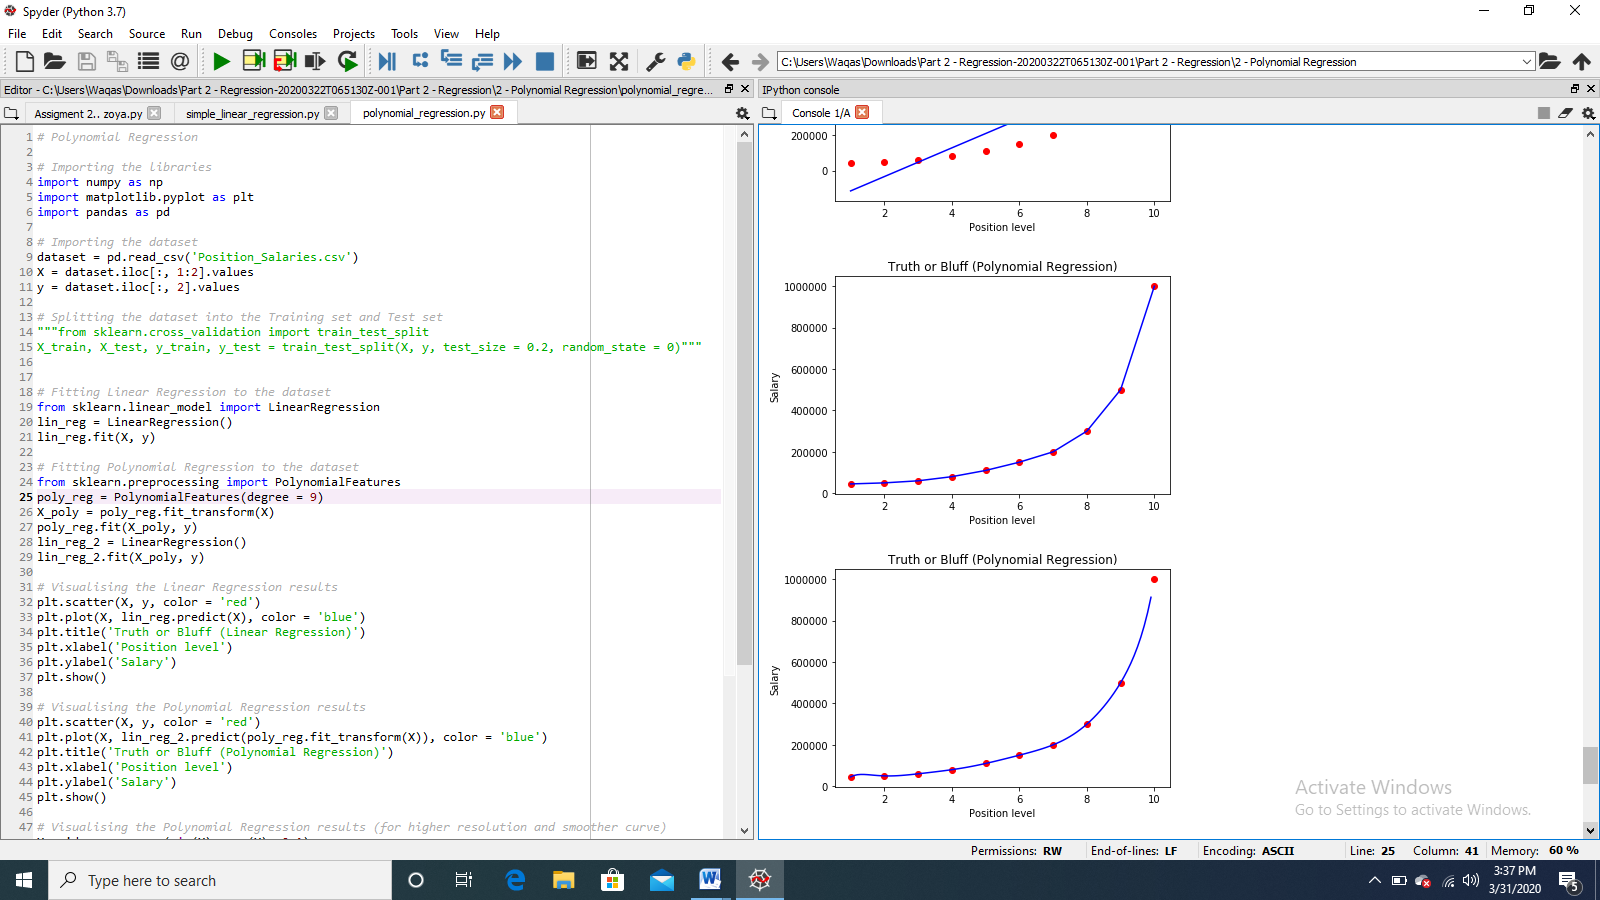 Spyder (Python 3.7)
File Edit Search Source Run Debug Consoles Projects Tools View Help
C:\Users\Waqas\Downloads\Part 2 - Regression-20200322T065130Z-001\Part 2 - Regression\2 - Polynomial Regression
Editor - C:\Users\Waqas\Downloads\Part 2 - Regression-20200322T065130Z-001\Part 2 - Regression\2 - Polynomial Regression\polynomial_regre...
Assigment 2.. zoya.py simple_linear_regression.py polynomial_regression.py
1 # Polynomial Regression
2
3 # Importing the libraries
4 import numpy as np
5 import matplotlib.pyplot as plt
6 import pandas as pd
7
8 # Importing the dataset
9 dataset = pd.read_csv('Position_Salaries.csv')
10 X = dataset.iloc[:, 1:2].values
11 y = dataset.iloc[:, 2].values
12
13 # Splitting the dataset into the Training set and Test set
14 """from sklearn.cross_validation import train_test_split
15 X_train, X_test, y_train, y_test = train_test_split(X, y, test_size = 0.2, random_state = 0)"""
16
17
18 # Fitting Linear Regression to the dataset
19 from sklearn.linear_model import LinearRegression
20 lin_reg = LinearRegression()
21 lin_reg.fit(X, y)
22
23 # Fitting Polynomial Regression to the dataset
24 from sklearn.preprocessing import PolynomialFeatures
25 poly_reg = PolynomialFeatures(degree = 9)
26 X_poly = poly_reg.fit_transform(X)
27 poly_reg.fit(X_poly, y)
28 lin_reg_2 = LinearRegression()
29 lin_reg_2.fit(X_poly, y)
30
31 # Visualising the Linear Regression results
32 plt.scatter(X, y, color = 'red')
33 plt.plot(X, lin_reg.predict(X), color = 'blue')
34 plt.title('Truth or Bluff (Linear Regression)')
35 plt.xlabel('Position level')
36 plt.ylabel('Salary')
37 plt.show()
38
39 # Visualising the Polynomial Regression results
40 plt.scatter(X, y, color = 'red')
41 plt.plot(X, lin_reg_2.predict(poly_reg.fit_transform(X)), color = 'blue')
42 plt.title('Truth or Bluff (Polynomial Regression)')
43 plt.xlabel('Position level')
44 plt.ylabel('Salary')
45 plt.show()
46
47 # Visualising the Polynomial Regression results (for higher resolution and smoother curve)
IPython console
Console 1/A
200000
0
2 4 6 8 10
Position level
Truth or Bluff (Polynomial Regression)
1000000
800000
600000
400000
200000
0
Salary
2 4 6 8 10
Position level
Truth or Bluff (Polynomial Regression)
1000000
800000
600000
400000
200000
0
Salary
2 4 6 8 10
Position level
Activate Windows
Go to Settings to activate Windows.
Permissions: RW End-of-lines: LF Encoding: ASCII Line: 25 Column: 41 Memory: 60 %
Type here to search
3:37 PM
3/31/2020
5